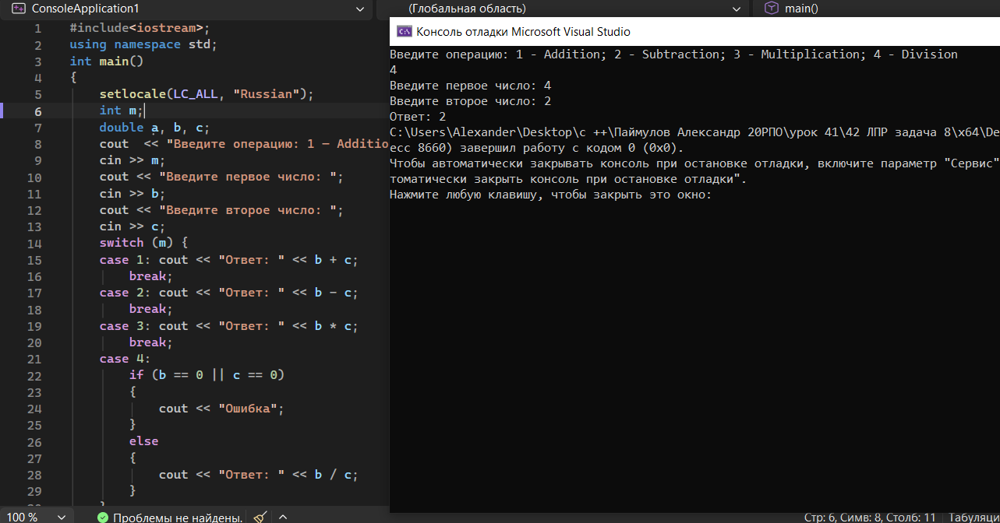 ConsoleApplication1
(Глобальная область)
main()
1 #include<iostream>;
2 using namespace std;
3 int main()
4 {
5 setlocale(LC_ALL, "Russian");
6 int m;
7 double a, b, c;
8 cout  << "Введите операцию: 1 — Additio
9 cin >> m;
10 cout << "Введите первое число: ";
11 cin >> b;
12 cout << "Введите второе число: ";
13 cin >> c;
14 switch (m) {
15 case 1: cout << "Ответ: " << b + c;
16 break;
17 case 2: cout << "Ответ: " << b - c;
18 break;
19 case 3: cout << "Ответ: " << b * c;
20 break;
21 case 4:
22 if (b == 0 || c == 0)
23 {
24 cout << "Ошибка";
25 }
26 else
27 {
28 cout << "Ответ: " << b / c;
29 }
100 %
Проблемы не найдены.
Консоль отладки Microsoft Visual Studio
Введите операцию: 1 - Addition; 2 - Subtraction; 3 - Multiplication; 4 - Division
4
Введите первое число: 4
Введите второе число: 2
Ответ: 2
C:\Users\Alexander\Desktop\c ++\Паймулов Александр 20РПО\урок 41\42 ЛПР задача 8\x64\De
есс 8660) завершил работу с кодом 0 (0x0).
Чтобы автоматически закрывать консоль при остановке отладки, включите параметр "Сервис"
томатически закрыть консоль при остановке отладки".
Нажмите любую клавишу, чтобы закрыть это окно:
Стр: 6, Симв: 8, Столб: 11
Табуляци